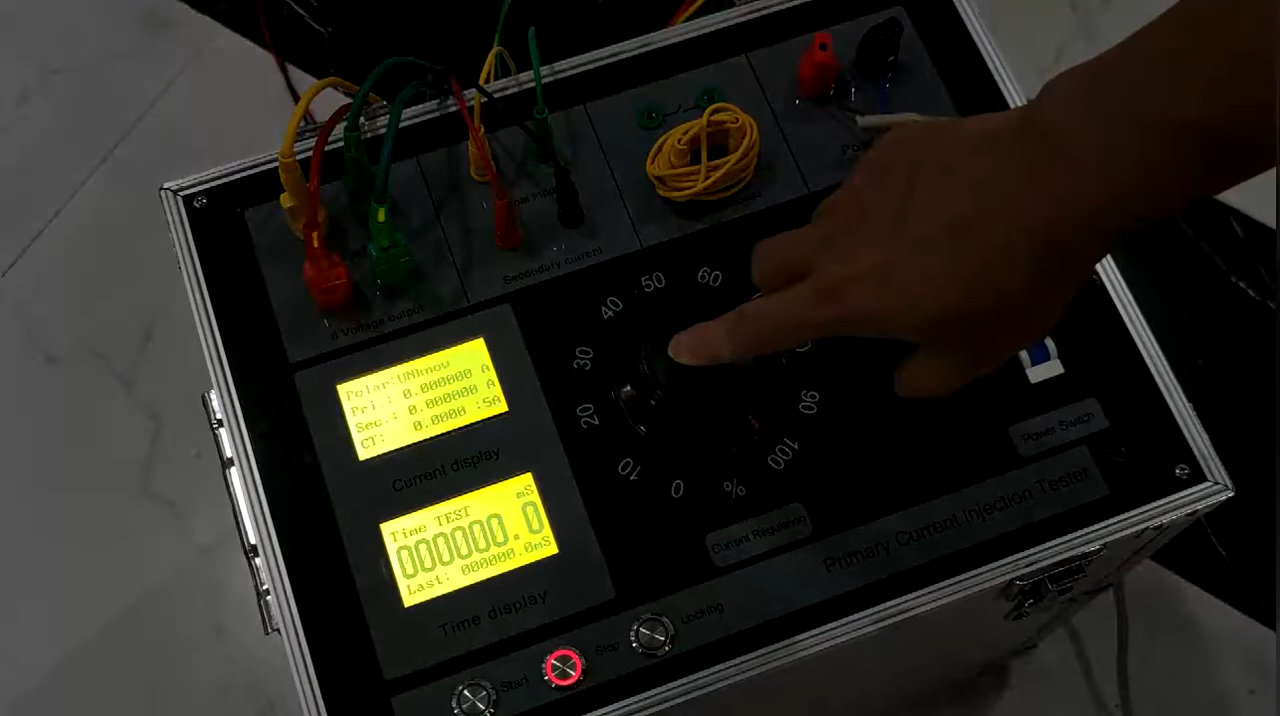 Secondary current
Voltage output
Polar:UNknow
Pri.: 0.000000 A
Sec.: 0.000000 A
CT: 0.0000 :5A
Current display
Time TEST mS
000000.0
Last: 000000.0mS
Time display
0
10
20
30
40
50
60
90
100
%
Current Regulation
Power Switch
Primary Current Injection Tester
Start
Stop
Locking